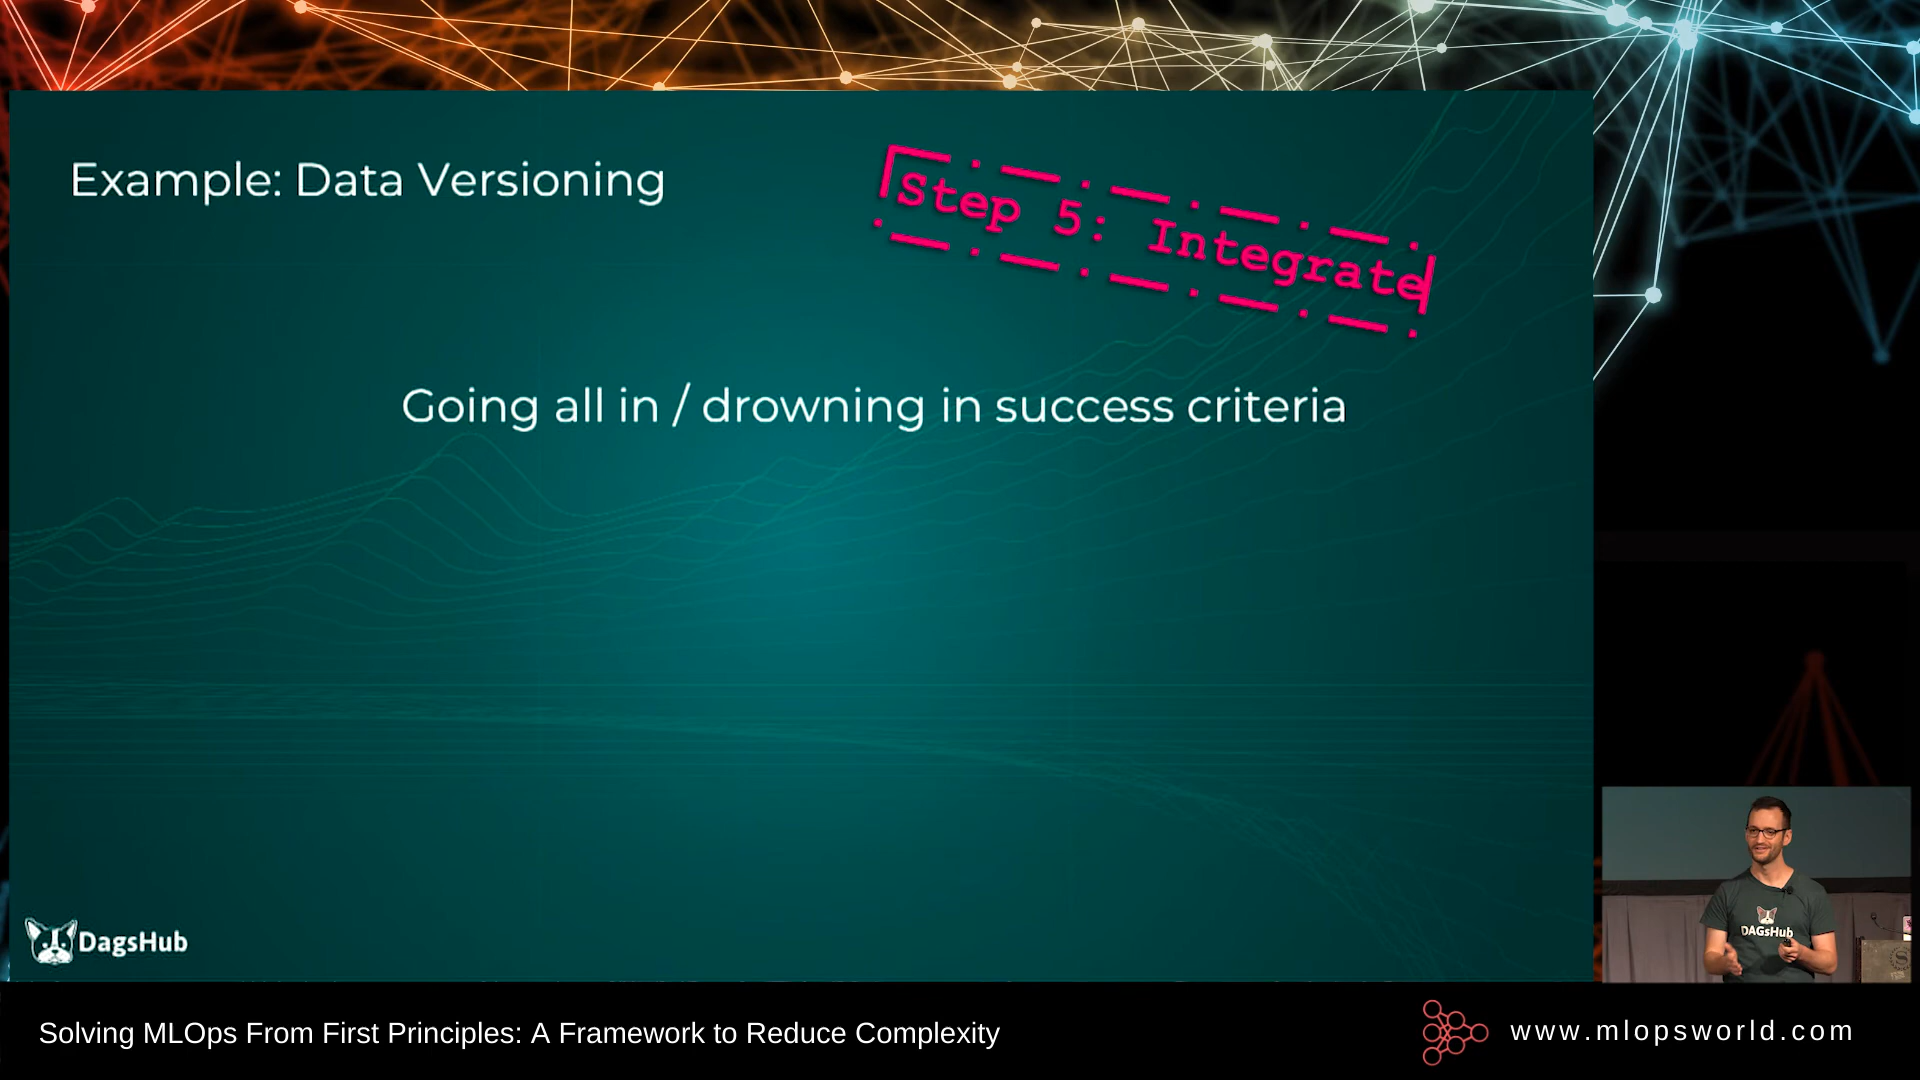 Example: Data Versioning
Step 5: Integrate
Going all in / drowning in success criteria
DagsHub
DAGsHub
Solving MLOps From First Principles: A Framework to Reduce Complexity
www.mlopsworld.com